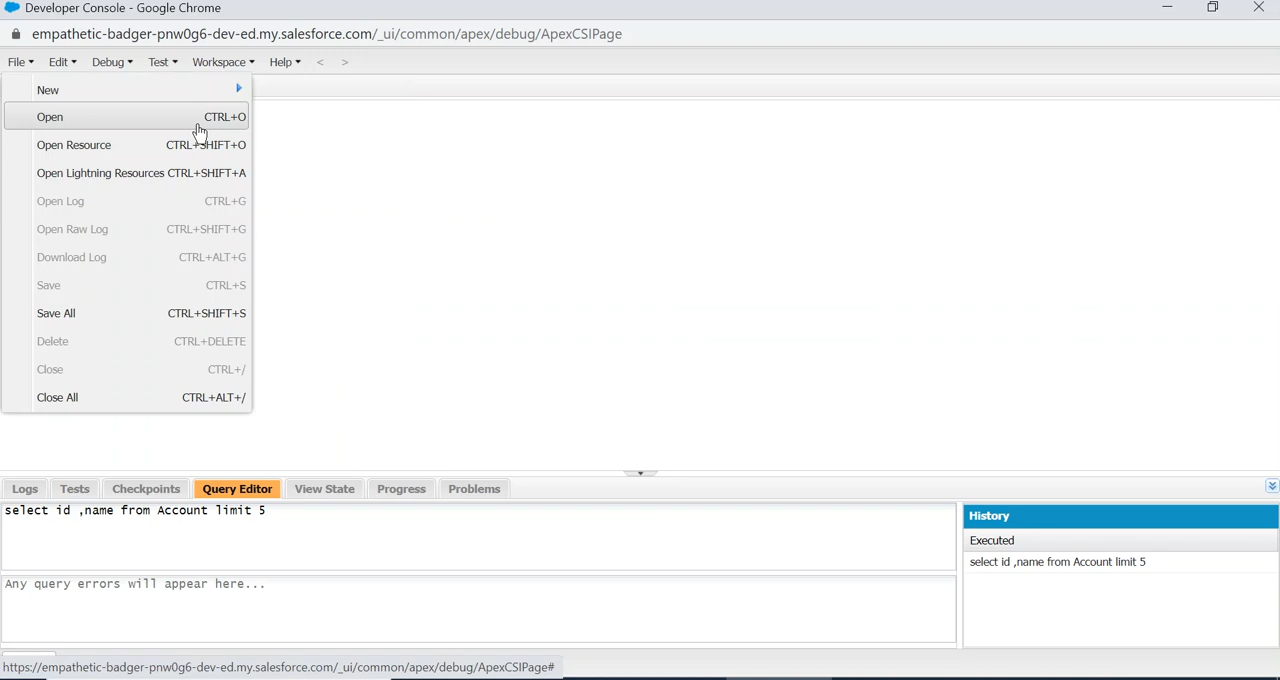 Developer Console - Google Chrome
empathetic-badger-pnw0g6-dev-ed.my.salesforce.com/_ui/common/apex/debug/ApexCSIPage
File Edit Debug Test Workspace Help < >
New
Open CTRL+O
Open Resource CTRL+SHIFT+O
Open Lightning Resources CTRL+SHIFT+A
Open Log CTRL+G
Open Raw Log CTRL+SHIFT+G
Download Log CTRL+ALT+G
Save CTRL+S
Save All CTRL+SHIFT+S
Delete CTRL+DELETE
Close CTRL+/
Close All CTRL+ALT+/
Logs Tests Checkpoints Query Editor View State Progress Problems
select id ,name from Account limit 5
Any query errors will appear here...
History
Executed
select id ,name from Account limit 5
https://empathetic-badger-pnw0g6-dev-ed.my.salesforce.com/_ui/common/apex/debug/ApexCSIPage#